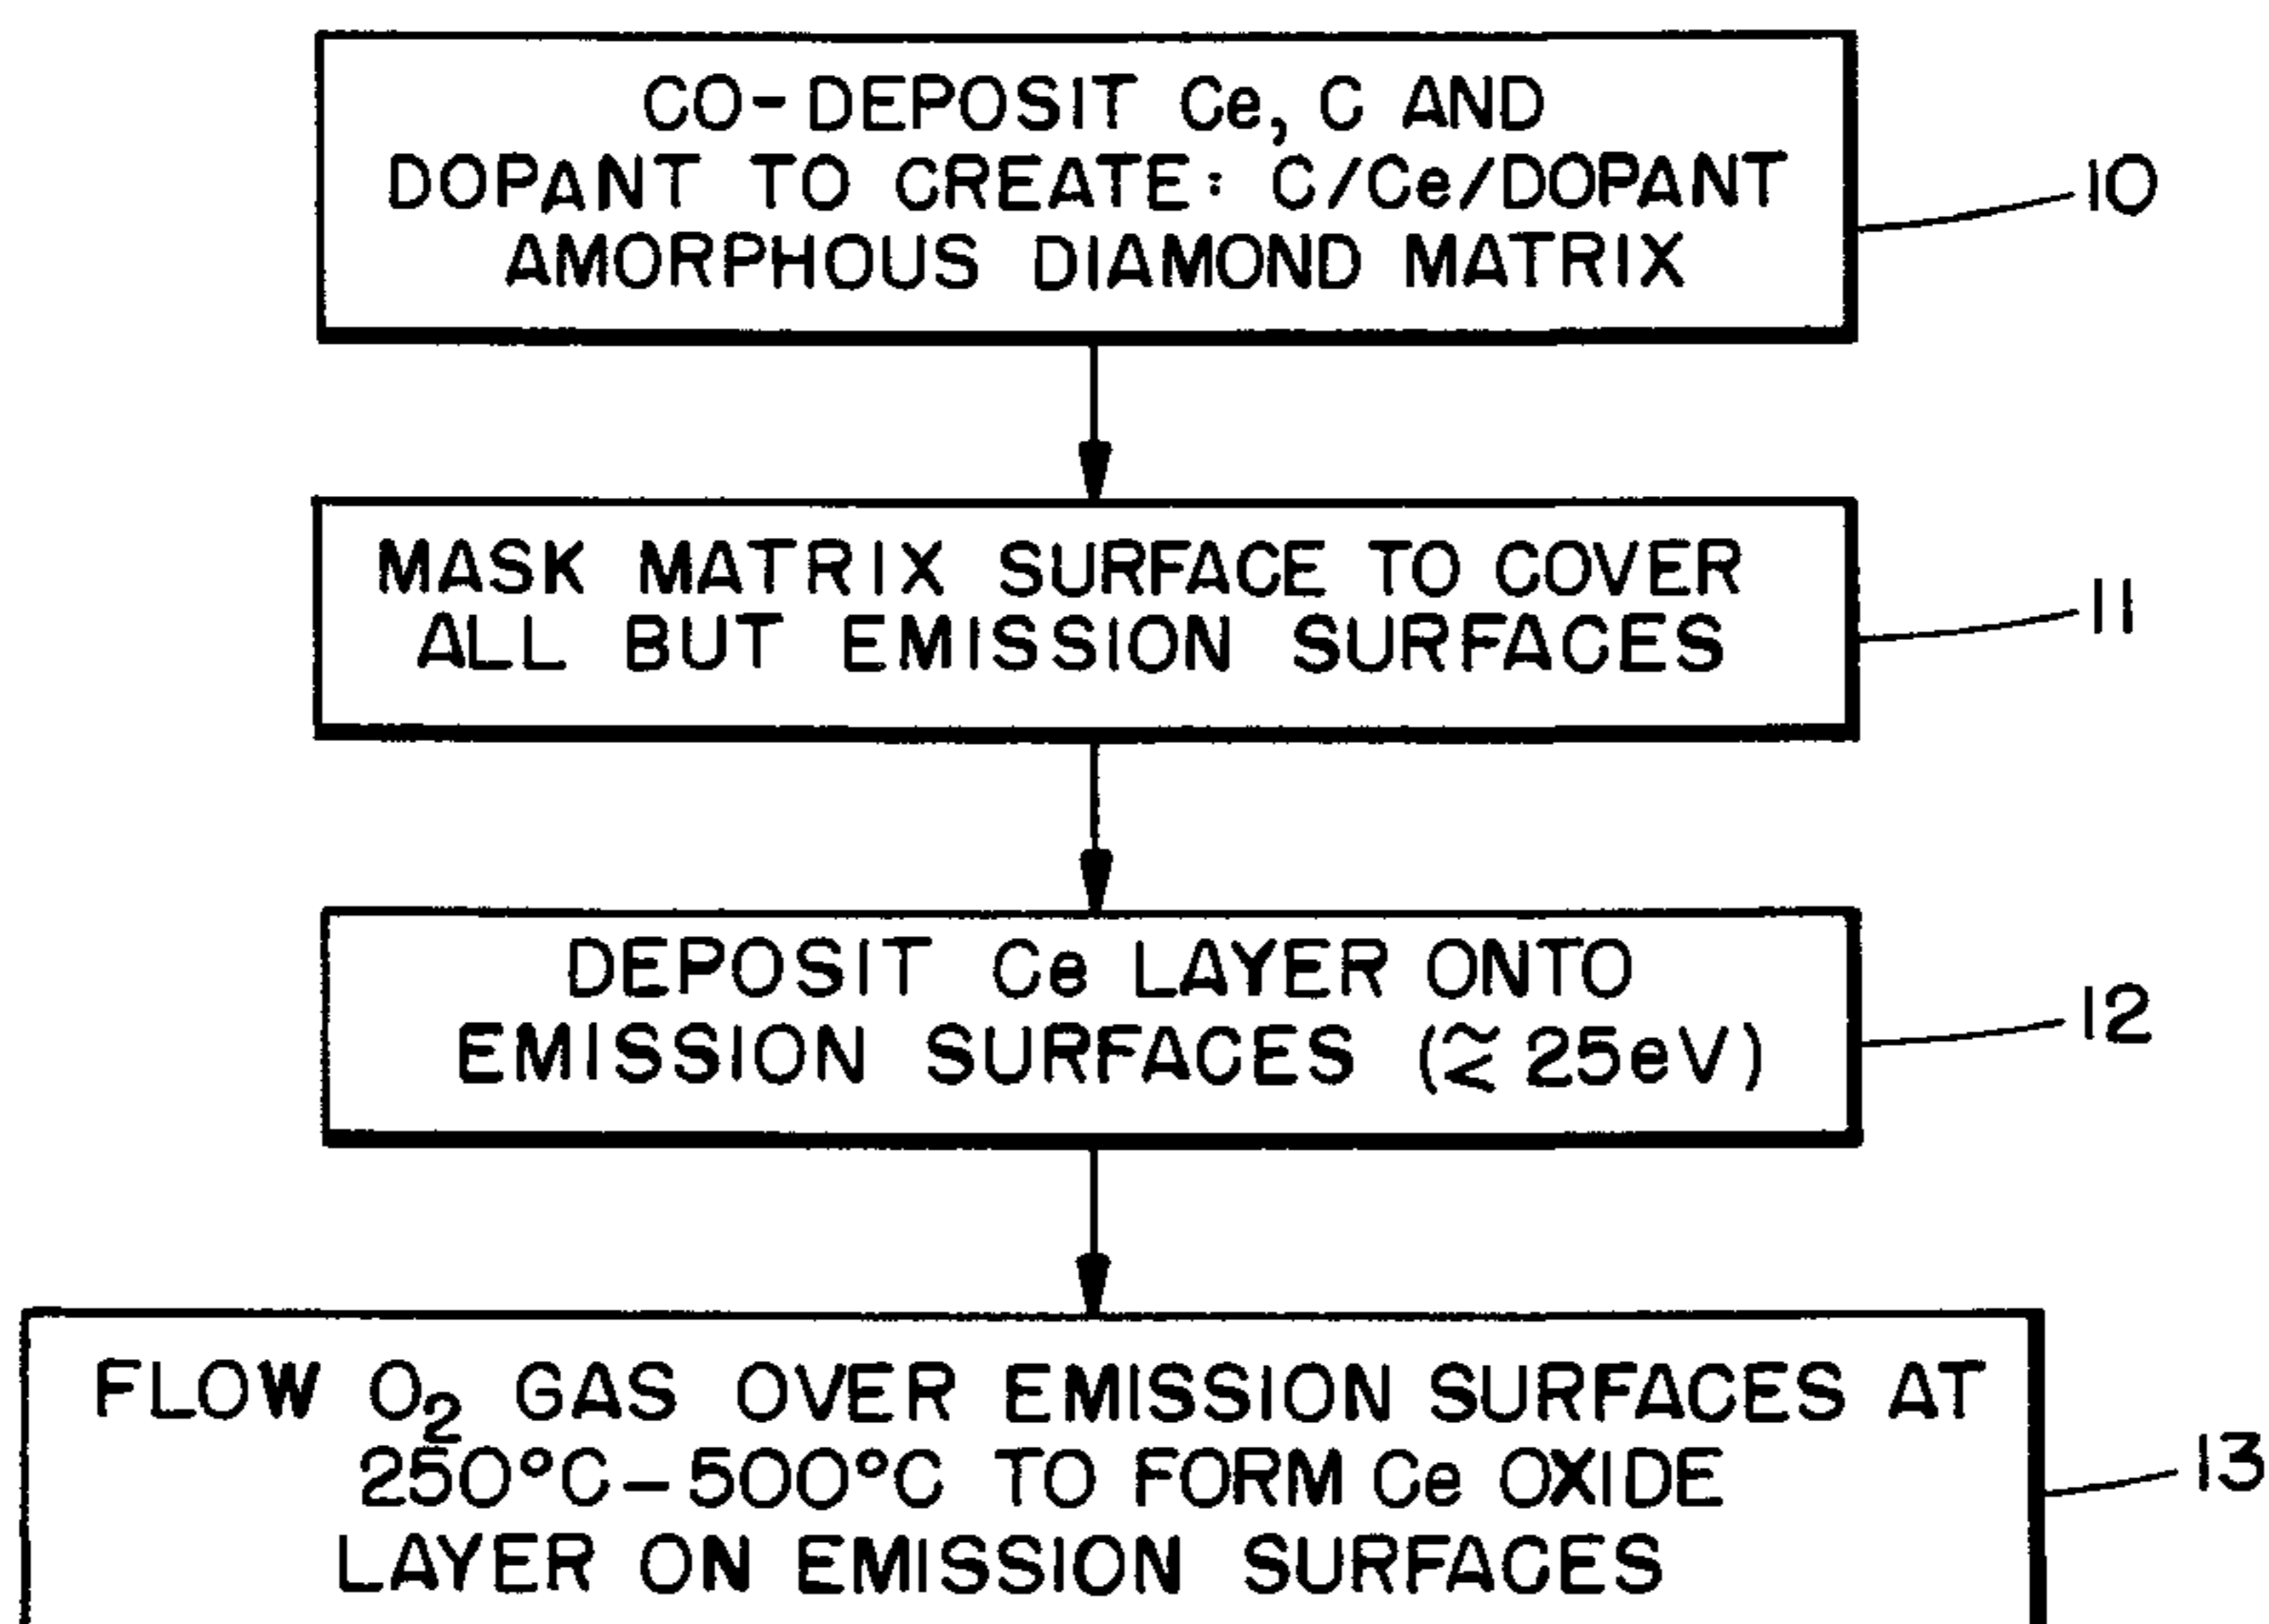 CO-DEPOSIT Ce, C AND
DOPANT TO CREATE: C/Ce/DOPANT
AMORPHOUS DIAMOND MATRIX
10
MASK MATRIX SURFACE TO COVER
ALL BUT EMISSION SURFACES
11
DEPOSIT Ce LAYER ONTO
EMISSION SURFACES (⪝ 25eV)
12
FLOW O₂ GAS OVER EMISSION SURFACES AT
250°C–500°C TO FORM Ce OXIDE
LAYER ON EMISSION SURFACES
13